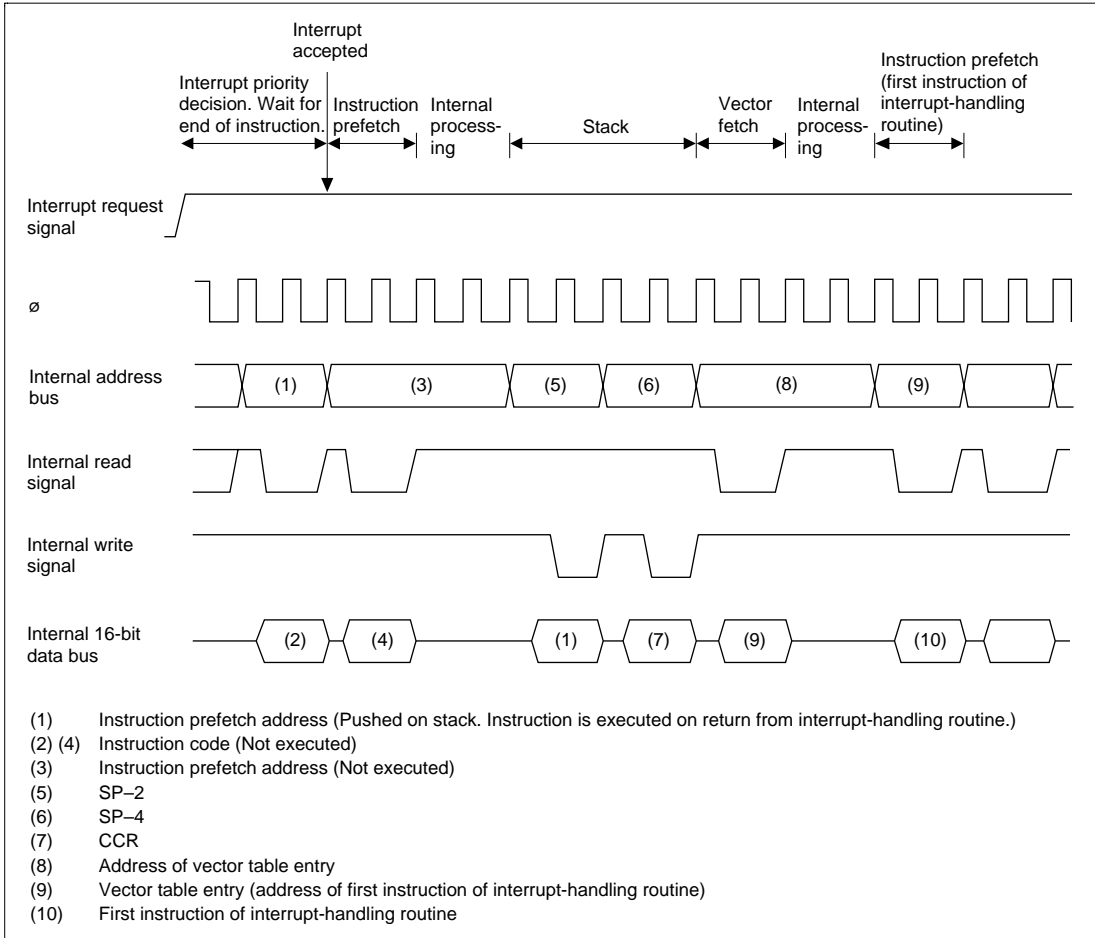 Interrupt
accepted
Interrupt priority
decision. Wait for
end of instruction.
Instruction
prefetch
Internal
process-
ing
Stack
Vector
fetch
Internal
process-
ing
Instruction prefetch
(first instruction of
interrupt-handling
routine)
Interrupt request
signal
ø
Internal address
bus
(1) (3) (5) (6) (8) (9)
Internal read
signal
Internal write
signal
Internal 16-bit
data bus
(2) (4) (1) (7) (9) (10)
(1) Instruction prefetch address (Pushed on stack. Instruction is executed on return from interrupt-handling routine.)
(2) (4) Instruction code (Not executed)
(3) Instruction prefetch address (Not executed)
(5) SP–2
(6) SP–4
(7) CCR
(8) Address of vector table entry
(9) Vector table entry (address of first instruction of interrupt-handling routine)
(10) First instruction of interrupt-handling routine